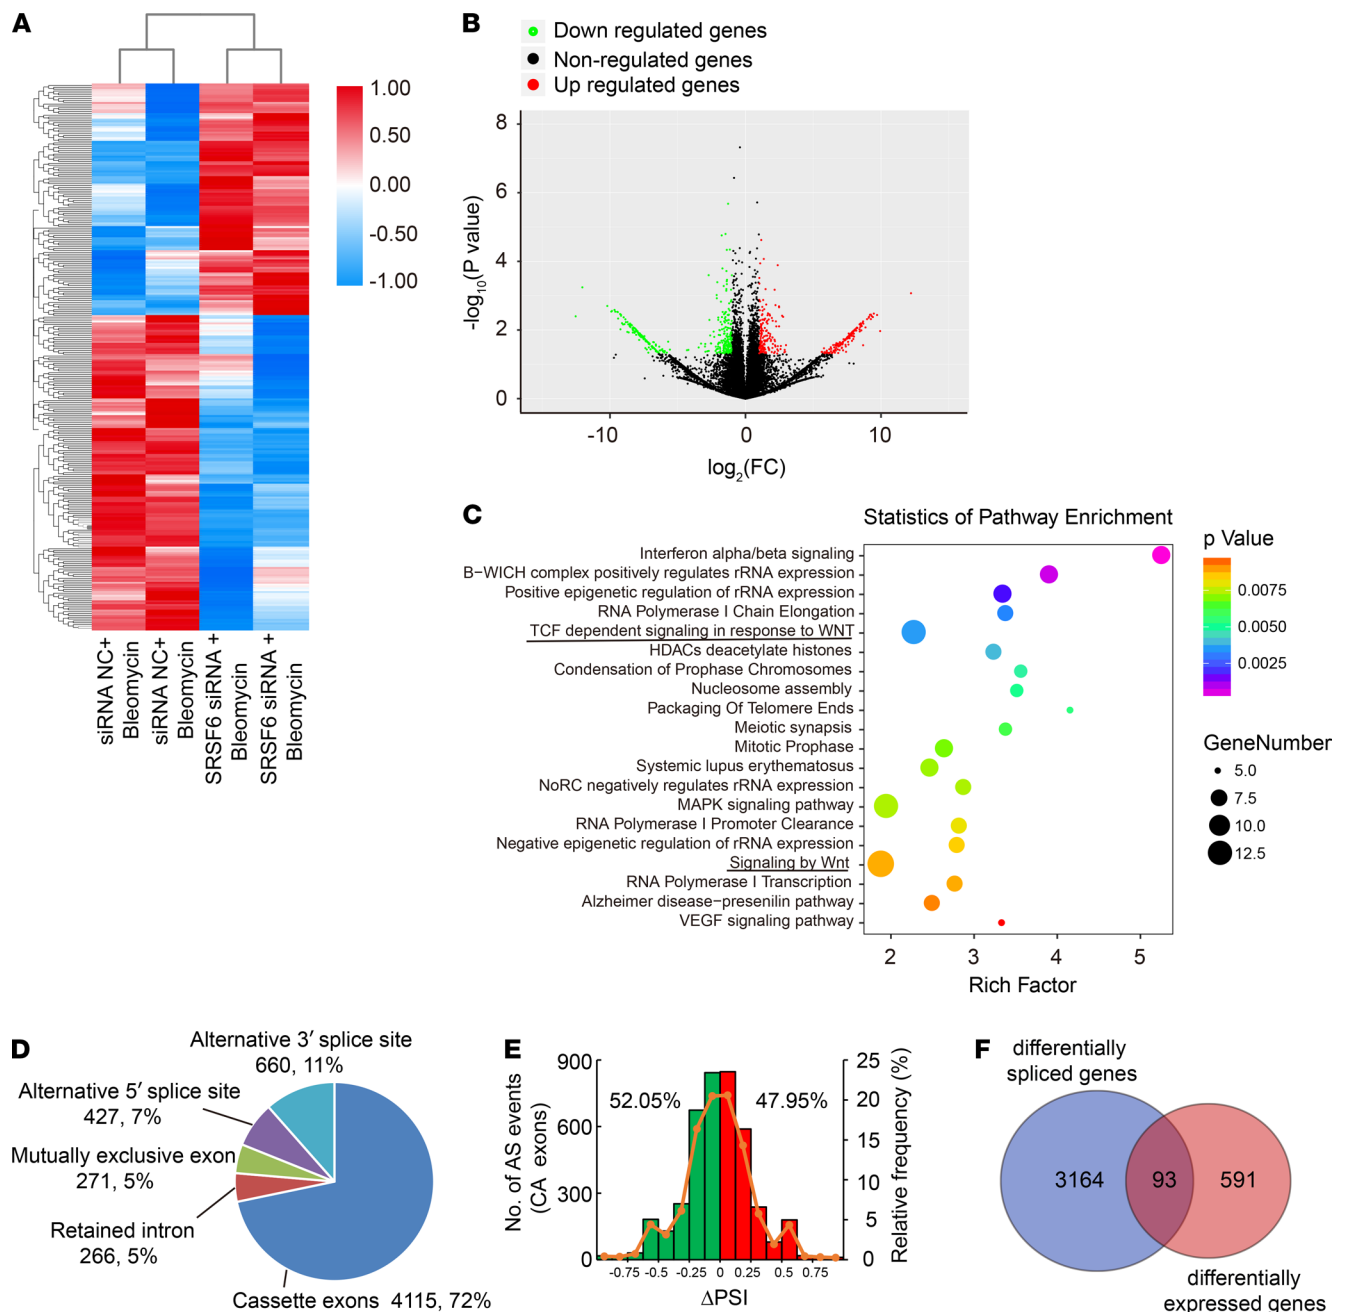 A
1.00
0.50
0.00
-0.50
-1.00
siRNA NC+
Bleomycin
siRNA NC+
Bleomycin
SRSF6 siRNA +
Bleomycin
SRSF6 siRNA +
Bleomycin
B
Down regulated genes
Non-regulated genes
Up regulated genes
-log10(P value)
8
6
4
2
0
-10
0
10
log2(FC)
C
Statistics of Pathway Enrichment
Interferon alpha/beta signaling
B−WICH complex positively regulates rRNA expression
Positive epigenetic regulation of rRNA expression
RNA Polymerase I Chain Elongation
TCF dependent signaling in response to WNT
HDACs deacetylate histones
Condensation of Prophase Chromosomes
Nucleosome assembly
Packaging Of Telomere Ends
Meiotic synapsis
Mitotic Prophase
Systemic lupus erythematosus
NoRC negatively regulates rRNA expression
MAPK signaling pathway
RNA Polymerase I Promoter Clearance
Negative epigenetic regulation of rRNA expression
Signaling by Wnt
RNA Polymerase I Transcription
Alzheimer disease−presenilin pathway
VEGF signaling pathway
2
3
4
5
Rich Factor
p Value
0.0075
0.0050
0.0025
GeneNumber
5.0
7.5
10.0
12.5
D
Alternative 3′ splice site
660, 11%
Alternative 5′ splice site
427, 7%
Mutually exclusive exon
271, 5%
Retained intron
266, 5%
Cassette exons 4115, 72%
E
No. of AS events
(CA exons)
900
600
300
0
52.05%
47.95%
25
20
15
10
5
0
Relative frequency (%)
-0.75
-0.5
-0.25
0
0.25
0.5
0.75
ΔPSI
F
differentially
spliced genes
3164
93
591
differentially
expressed genes